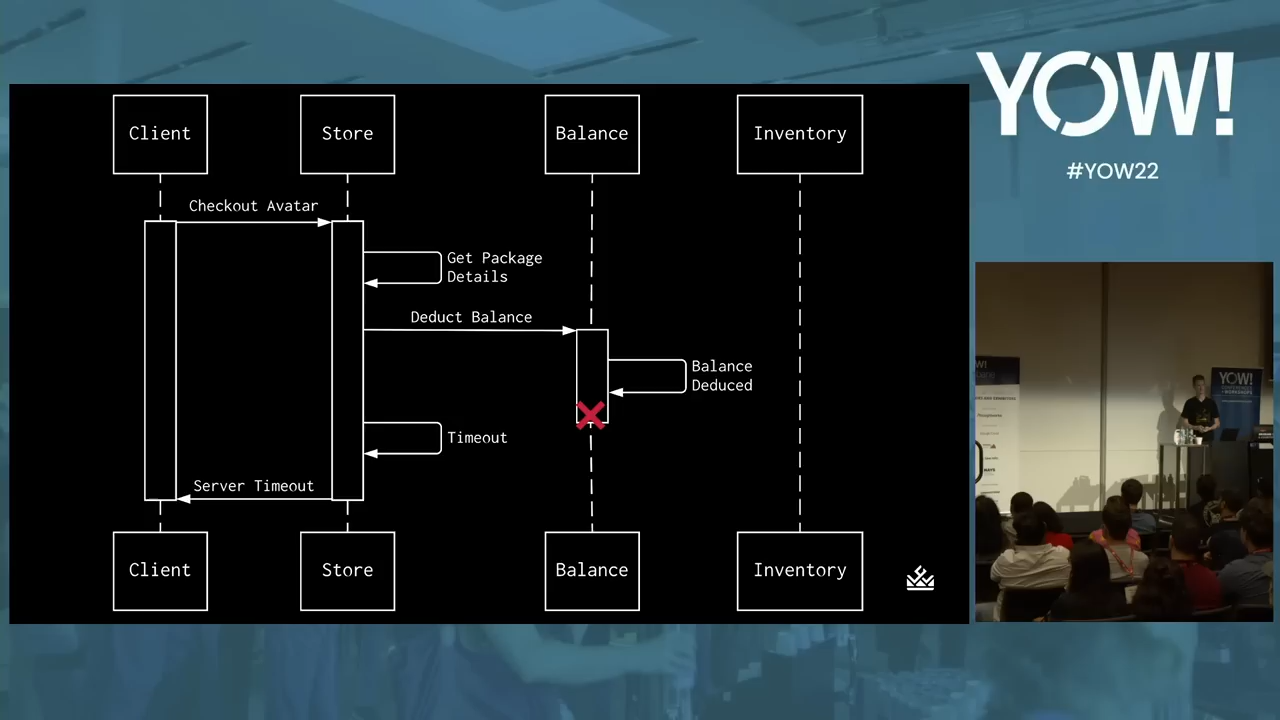 YOW!
#YOW22
Client
Store
Balance
Inventory
Checkout Avatar
Get Package
Details
Deduct Balance
Balance
Deduced
Timeout
Server Timeout
Client
Store
Balance
Inventory
YOW!